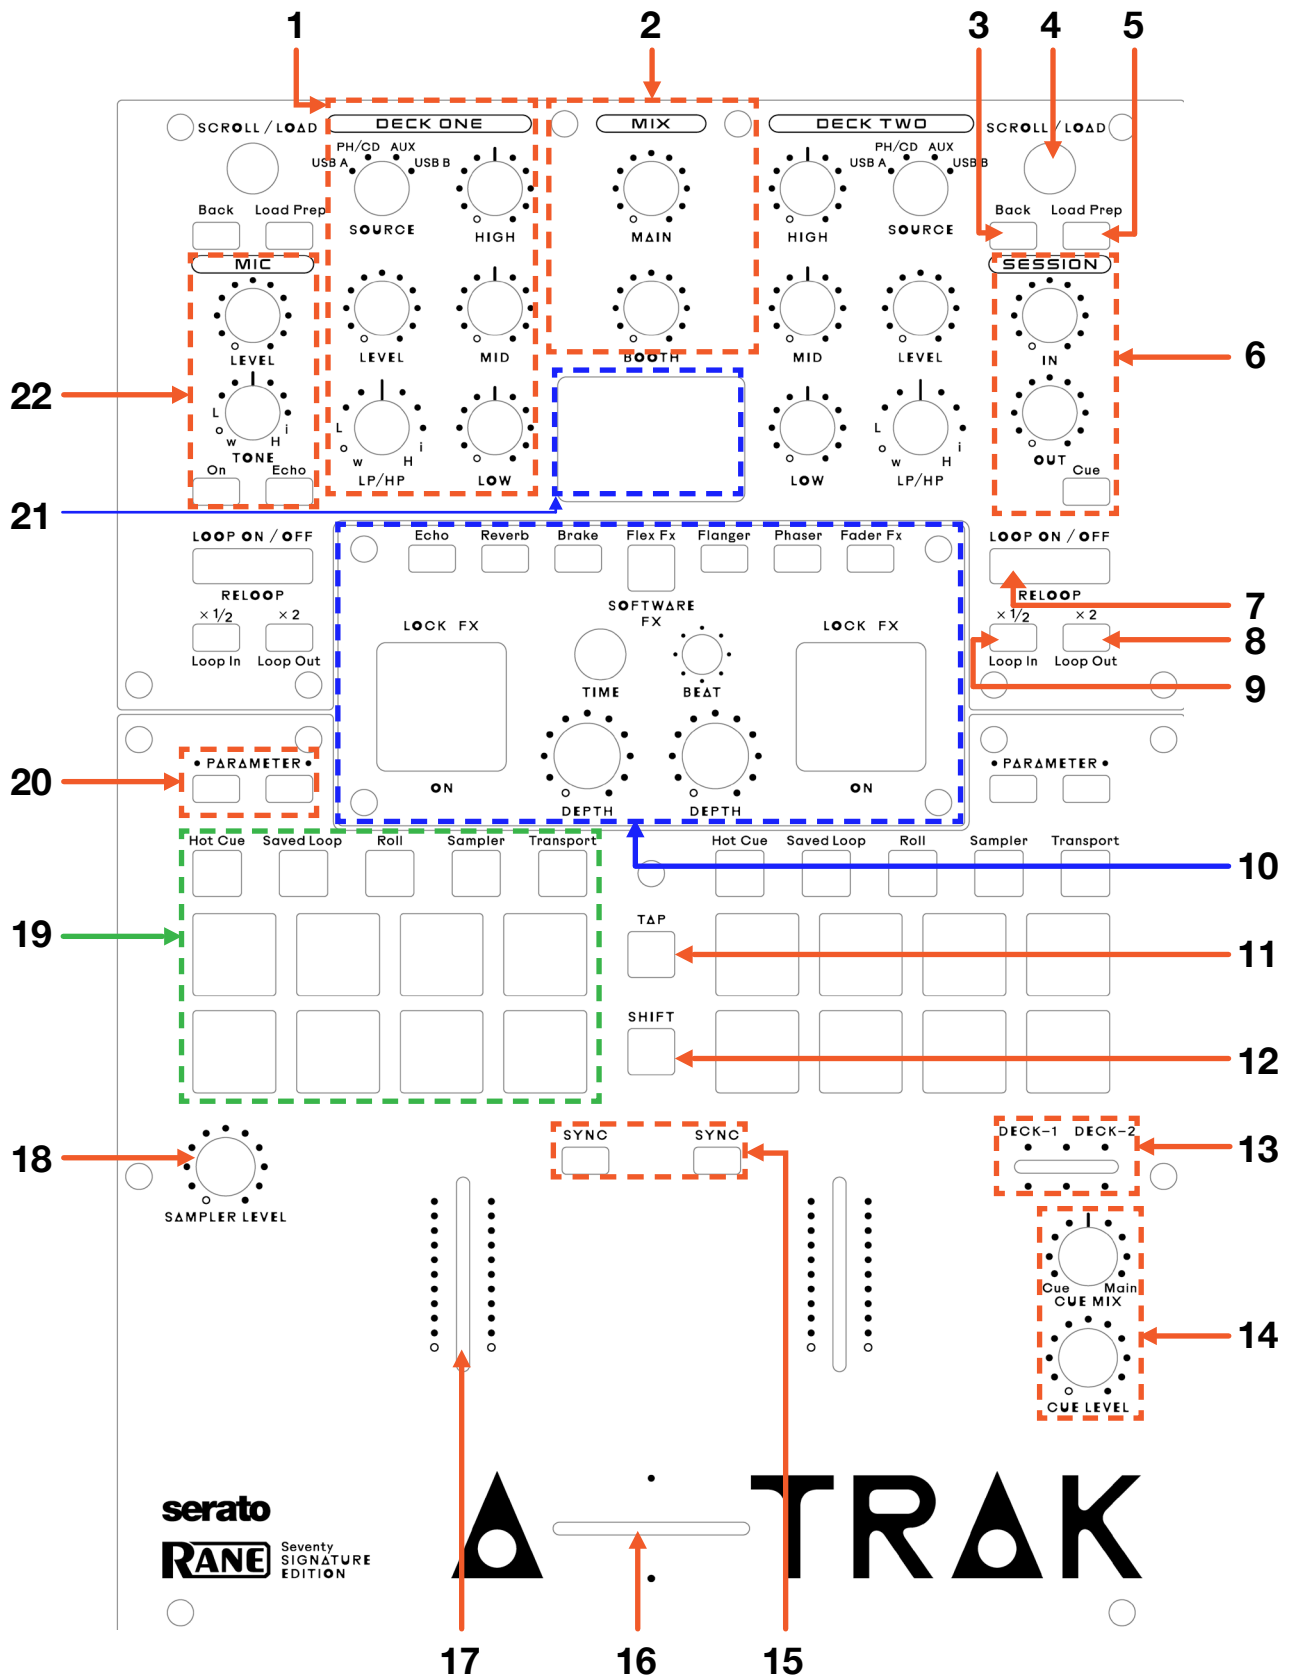 1 2 3 4 5
SCROLL / LOAD DECK ONE MIX DECK TWO SCROLL / LOAD
PH/CD AUX PH/CD AUX
USB A USB B USB A USB B
Back Load Prep SOURCE HIGH MAIN HIGH SOURCE Back Load Prep
MIC SESSION
LEVEL LEVEL MID BOOTH MID LEVEL IN 6
22 L L L
w H i w H i w H i
TONE OUT
On Echo LP/HP LOW LOW LP/HP Cue
21
LOOP ON / OFF Echo Reverb Brake Flex Fx Flanger Phaser Fader Fx LOOP ON / OFF
RELOOP SOFTWARE RELOOP 7
× 1/2 × 2 LOCK FX FX LOCK FX × 1/2 × 2
8
Loop In Loop Out Loop In Loop Out
TIME BEAT 9
PARAMETER PARAMETER
20 ON ON
DEPTH DEPTH
Hot Cue Saved Loop Roll Sampler Transport Hot Cue Saved Loop Roll Sampler Transport
10
TAP
19 11
SHIFT
12
SYNC SYNC DECK-1 DECK-2
18 13
SAMPLER LEVEL
Cue Main
CUE MIX
14
CUE LEVEL
serato
RANE Seventy
SIGNATURE
EDITION
A TRAK
17 16 15